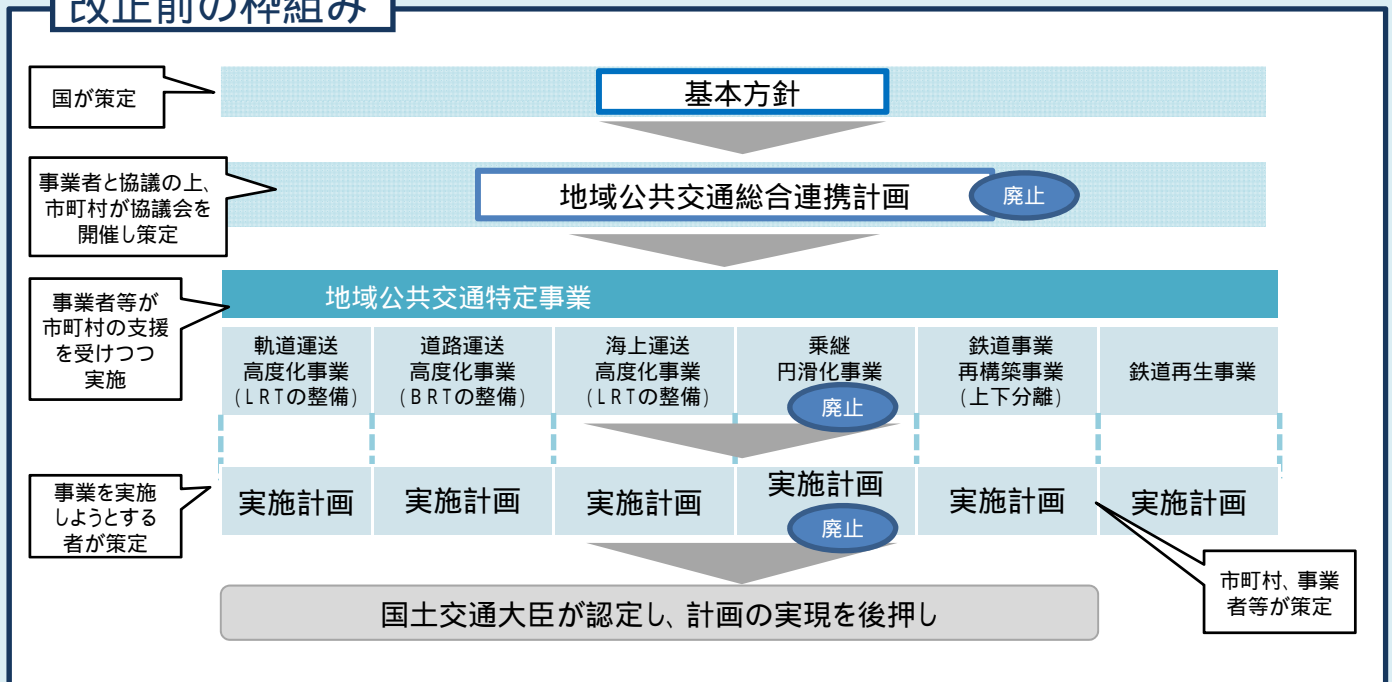 改正前の枠組み
国が策定
基本方針
事業者と協議の上、
市町村が協議会を
開催し策定
地域公共交通総合連携計画
廃止
事業者等が
市町村の支援
を受けつつ
実施
地域公共交通特定事業
軌道運送
高度化事業
(LRTの整備)
道路運送
高度化事業
(BRTの整備)
海上運送
高度化事業
(LRTの整備)
乗継
円滑化事業
廃止
鉄道事業
再構築事業
(上下分離)
鉄道再生事業
事業を実施
しようとする
者が策定
実施計画
実施計画
実施計画
実施計画
廃止
実施計画
実施計画
市町村、事業
者等が策定
国土交通大臣が認定し、計画の実現を後押し